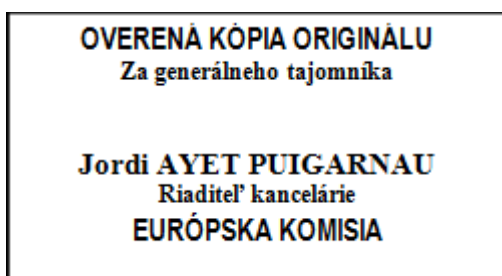 OVERENÁ KÓPIA ORIGINÁLU
Za generálneho tajomníka
Jordi AYET PUIGARNAU
Riaditeľ kancelárie
EURÓPSKA KOMISIA